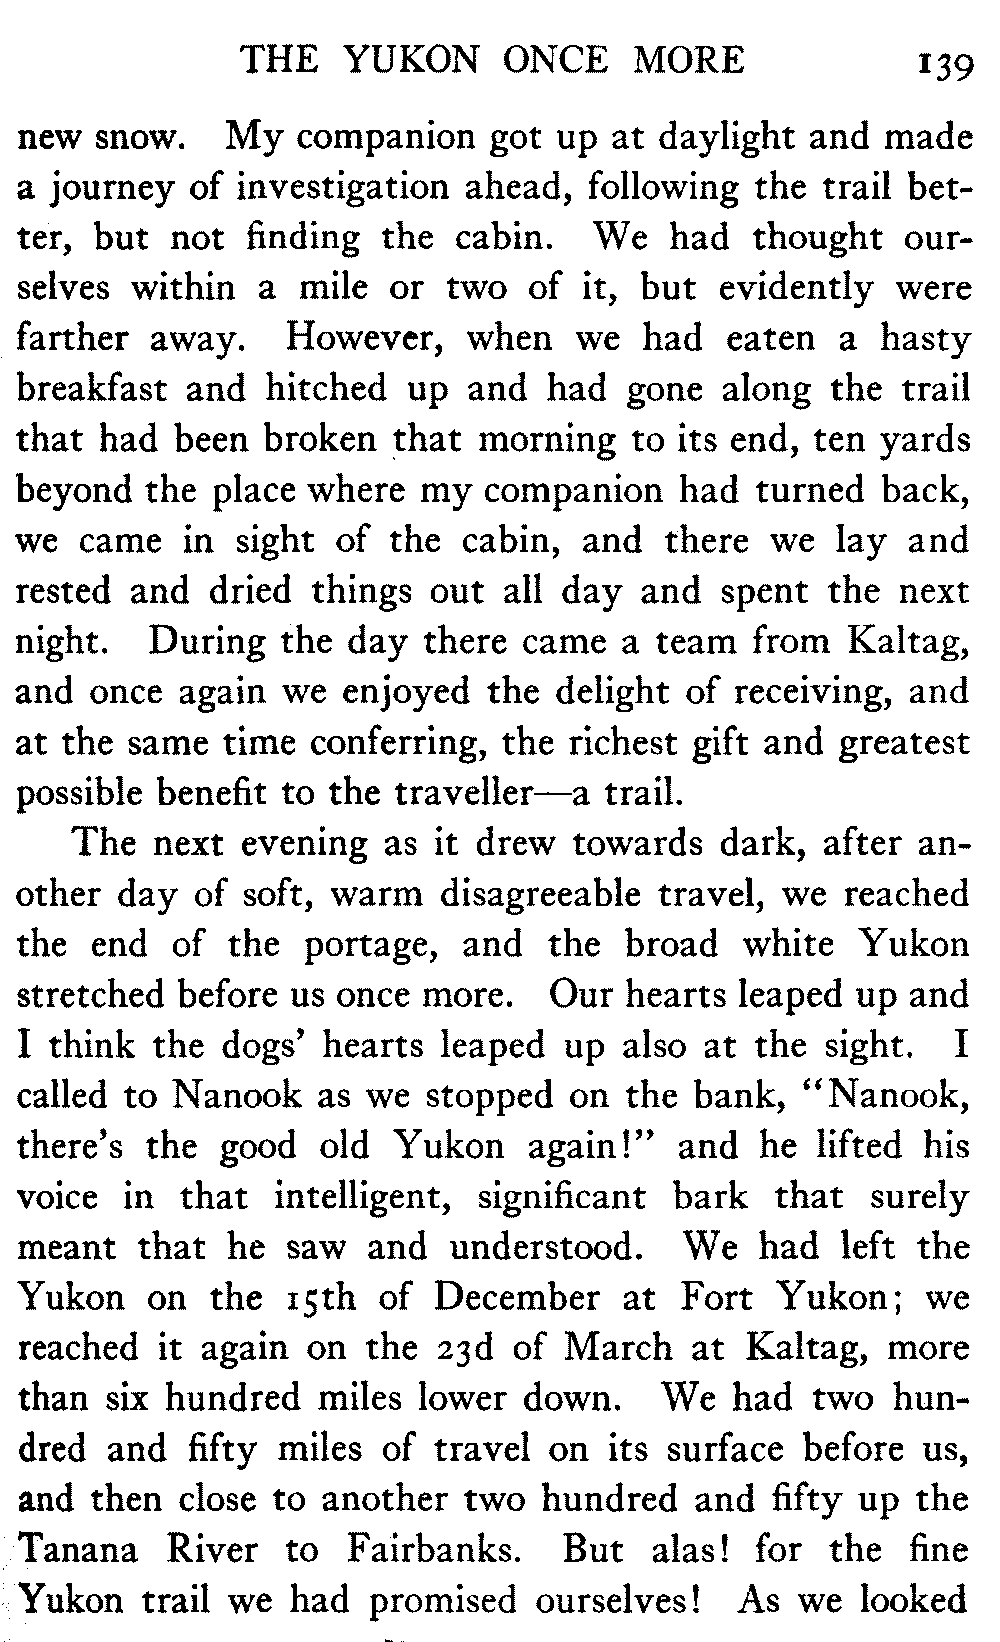 THE YUKON ONCE MORE 139
new snow. My companion got up at daylight and made
a journey of investigation ahead, following the trail bet-
ter, but not finding the cabin. We had thought our-
selves within a mile or two of it, but evidently were
farther away. However, when we had eaten a hasty
breakfast and hitched up and had gone along the trail
that had been broken that morning to its end, ten yards
beyond the place where my companion had turned back,
we came in sight of the cabin, and there we lay and
rested and dried things out all day and spent the next
night. During the day there came a team from Kaltag,
and once again we enjoyed the delight of receiving, and
at the same time conferring, the richest gift and greatest
possible benefit to the traveller—a trail.
The next evening as it drew towards dark, after an-
other day of soft, warm disagreeable travel, we reached
the end of the portage, and the broad white Yukon
stretched before us once more. Our hearts leaped up and
I think the dogs' hearts leaped up also at the sight. I
called to Nanook as we stopped on the bank, "Nanook,
there's the good old Yukon again!" and he lifted his
voice in that intelligent, significant bark that surely
meant that he saw and understood. We had left the
Yukon on the 15th of December at Fort Yukon; we
reached it again on the 23d of March at Kaltag, more
than six hundred miles lower down. We had two hun-
dred and fifty miles of travel on its surface before us,
and then close to another two hundred and fifty up the
Tanana River to Fairbanks. But alas! for the fine
Yukon trail we had promised ourselves! As we looked